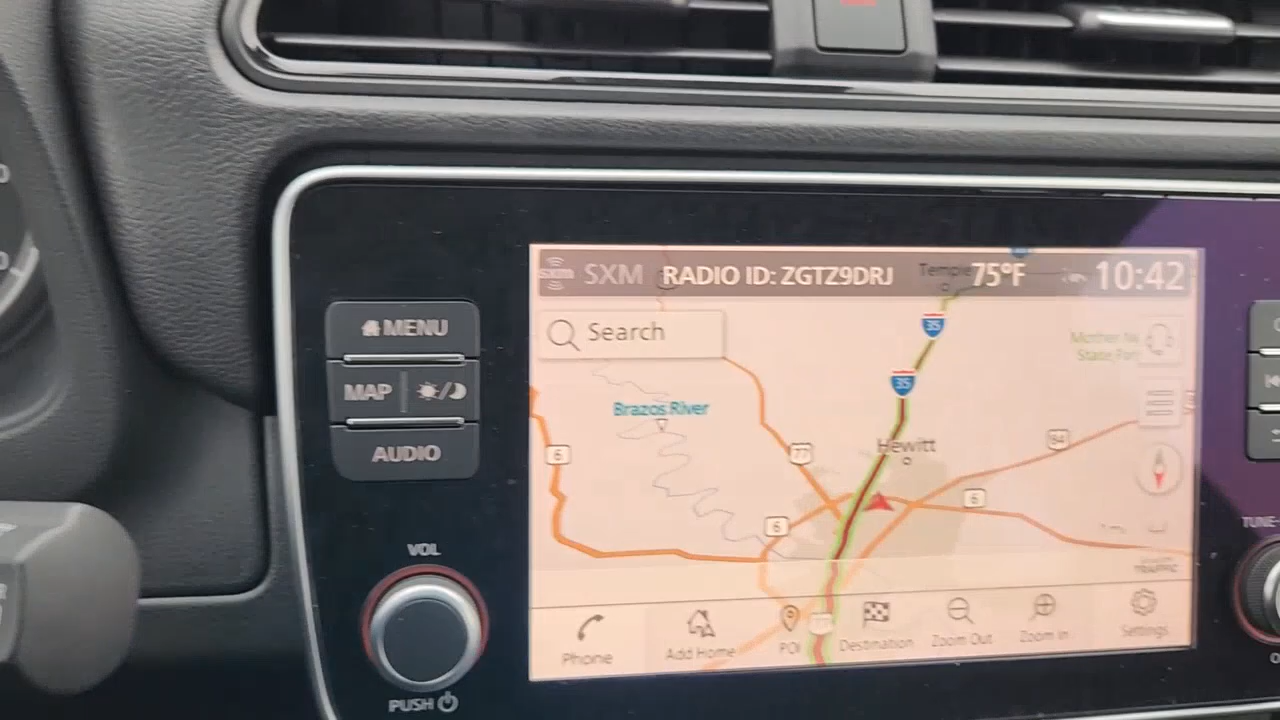 sxm SXM RADIO ID: ZGTZ9DRJ Temple 75°F 10:42
Search
35
35
MENU
MAP
AUDIO
Brazos River
Hewitt
84
77
6
6
6
VOL
PUSH
TUNE
Phone
Add Home
POI
Destination
Zoom Out
Zoom In
Settings